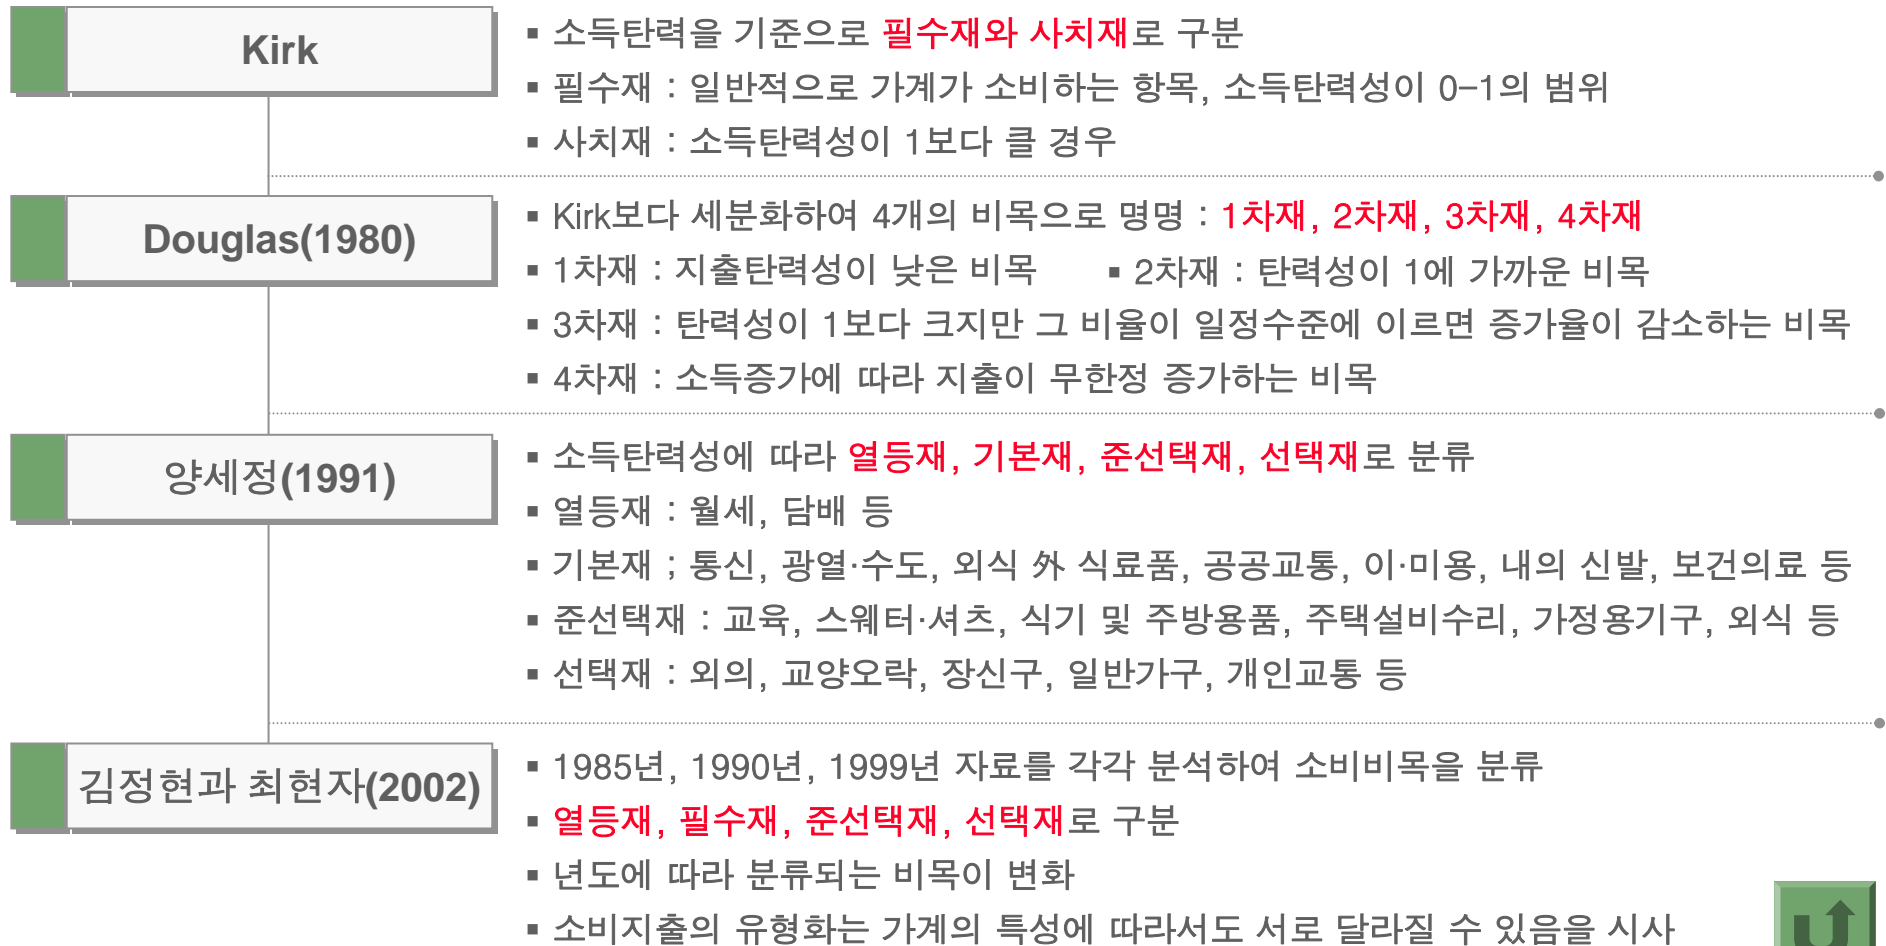 Kirk
▪ 소득탄력을 기준으로 필수재와 사치재로 구분
▪ 필수재 : 일반적으로 가계가 소비하는 항목, 소득탄력성이 0–1의 범위
▪ 사치재 : 소득탄력성이 1보다 클 경우
Douglas(1980)
▪ Kirk보다 세분화하여 4개의 비목으로 명명 : 1차재, 2차재, 3차재, 4차재
▪ 1차재 : 지출탄력성이 낮은 비목 ▪ 2차재 : 탄력성이 1에 가까운 비목
▪ 3차재 : 탄력성이 1보다 크지만 그 비율이 일정수준에 이르면 증가율이 감소하는 비목
▪ 4차재 : 소득증가에 따라 지출이 무한정 증가하는 비목
양세정(1991)
▪ 소득탄력성에 따라 열등재, 기본재, 준선택재, 선택재로 분류
▪ 열등재 : 월세, 담배 등
▪ 기본재 ; 통신, 광열·수도, 외식 外 식료품, 공공교통, 이·미용, 내의 신발, 보건의료 등
▪ 준선택재 : 교육, 스웨터·셔츠, 식기 및 주방용품, 주택설비수리, 가정용기구, 외식 등
▪ 선택재 : 외의, 교양오락, 장신구, 일반가구, 개인교통 등
김정현과 최현자(2002)
▪ 1985년, 1990년, 1999년 자료를 각각 분석하여 소비비목을 분류
▪ 열등재, 필수재, 준선택재, 선택재로 구분
▪ 년도에 따라 분류되는 비목이 변화
▪ 소비지출의 유형화는 가계의 특성에 따라서도 서로 달라질 수 있음을 시사